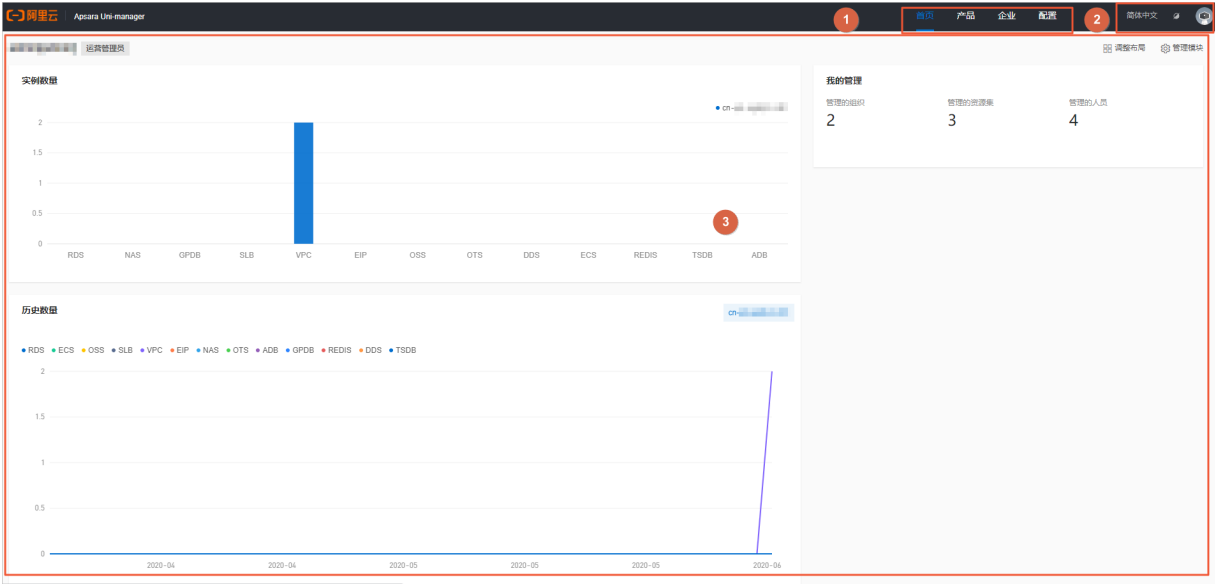 (-)阿里云 Apsara Uni-manager 1 首页 产品 企业 配置 2 简体中文
运营管理员 调整布局 管理模块
实例数量
cn-
2
1.5
1
0.5
0
3
RDS NAS GPDB SLB VPC EIP OSS OTS DDS ECS REDIS TSDB ADB
我的管理
管理的组织 管理的资源集 管理的人员
2 3 4
历史数量
cn-
RDS ECS OSS SLB VPC EIP NAS OTS ADB GPDB REDIS DDS TSDB
2
1.5
1
0.5
0
2020-04 2020-04 2020-05 2020-05 2020-05 2020-06